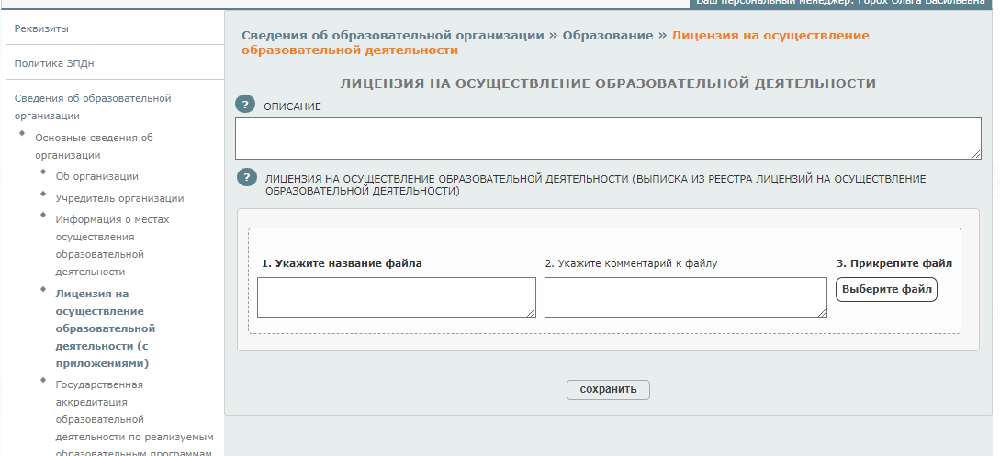 Ваш персональный менеджер: Горох Ольга Васильевна
Реквизиты
Политика ЗПДн
Сведения об образовательной
организации
Основные сведения об
организации
Об организации
Учредитель организации
Информация о местах
осуществления
образовательной
деятельности
Лицензия на
осуществление
образовательной
деятельности (с
приложениями)
Государственная
аккредитация
образовательной
деятельности по реализуемым
образовательным программам
Сведения об образовательной организации » Образование » Лицензия на осуществление
образовательной деятельности
ЛИЦЕНЗИЯ НА ОСУЩЕСТВЛЕНИЕ ОБРАЗОВАТЕЛЬНОЙ ДЕЯТЕЛЬНОСТИ
? ОПИСАНИЕ
? ЛИЦЕНЗИЯ НА ОСУЩЕСТВЛЕНИЕ ОБРАЗОВАТЕЛЬНОЙ ДЕЯТЕЛЬНОСТИ (ВЫПИСКА ИЗ РЕЕСТРА ЛИЦЕНЗИЙ НА ОСУЩЕСТВЛЕНИЕ
ОБРАЗОВАТЕЛЬНОЙ ДЕЯТЕЛЬНОСТИ)
1. Укажите название файла
2. Укажите комментарий к файлу
3. Прикрепите файл
Выберите файл
сохранить